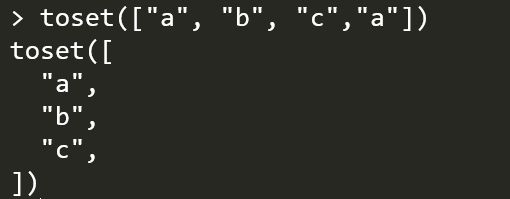 > toset(["a", "b", "c","a"])
toset([
  "a",
  "b",
  "c",
])